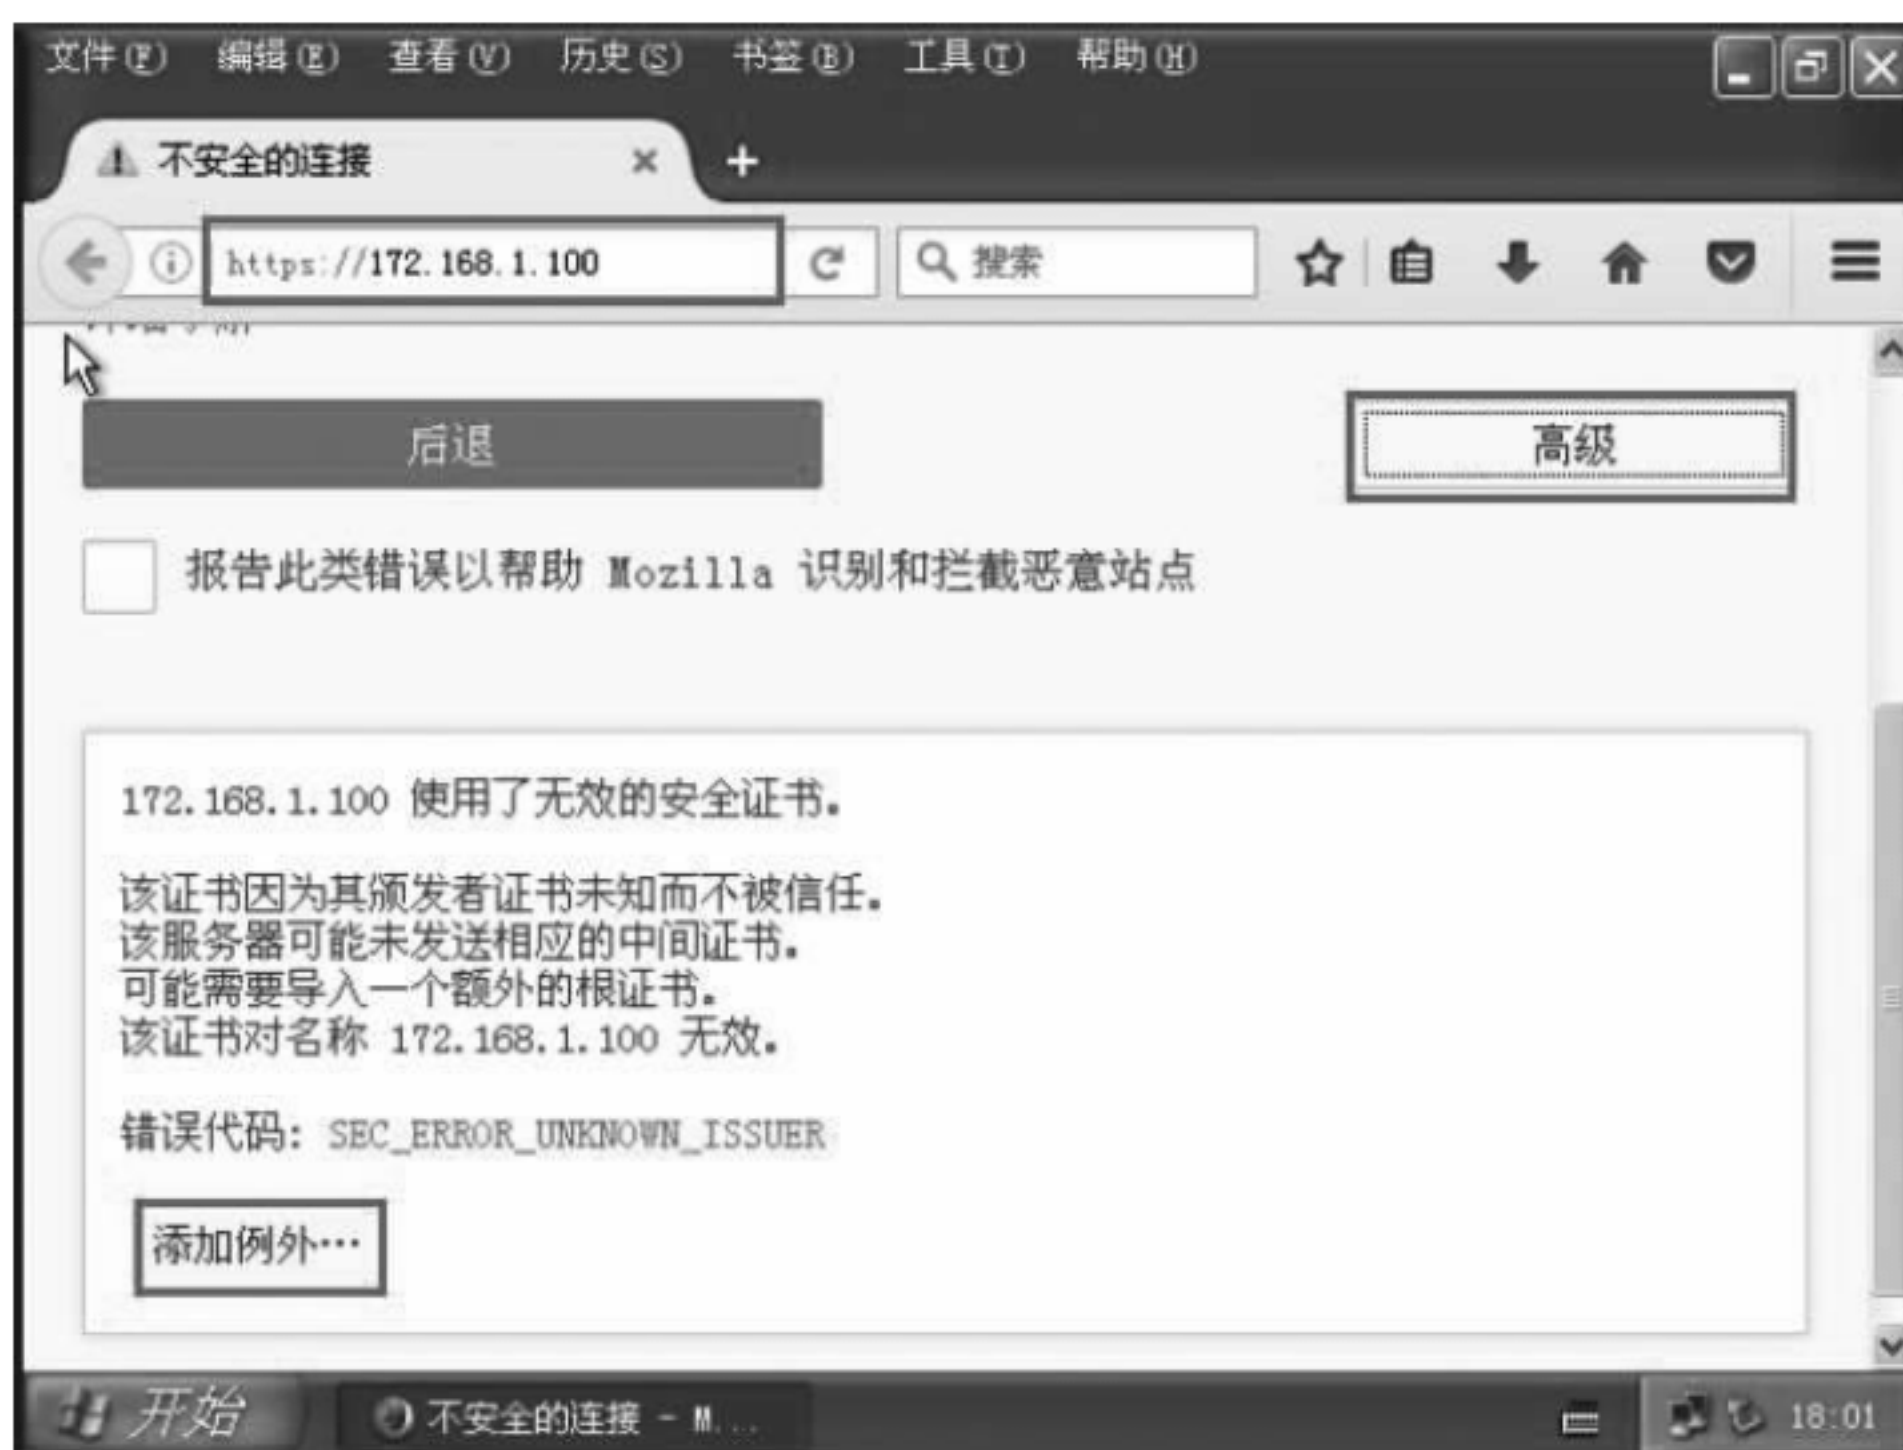 文件(F) 编辑(E) 查看(V) 历史(S) 书签(B) 工具(T) 帮助(H)
不安全的连接
https://172.168.1.100
搜索
后退
高级
报告此类错误以帮助 Mozilla 识别和拦截恶意站点
172.168.1.100 使用了无效的安全证书。
该证书因为其颁发者证书未知而不被信任。
该服务器可能未发送相应的中间证书。
可能需要导入一个额外的根证书。
该证书对名称 172.168.1.100 无效。
错误代码: SEC_ERROR_UNKNOWN_ISSUER
添加例外…
开始
不安全的连接 - M...
18:01